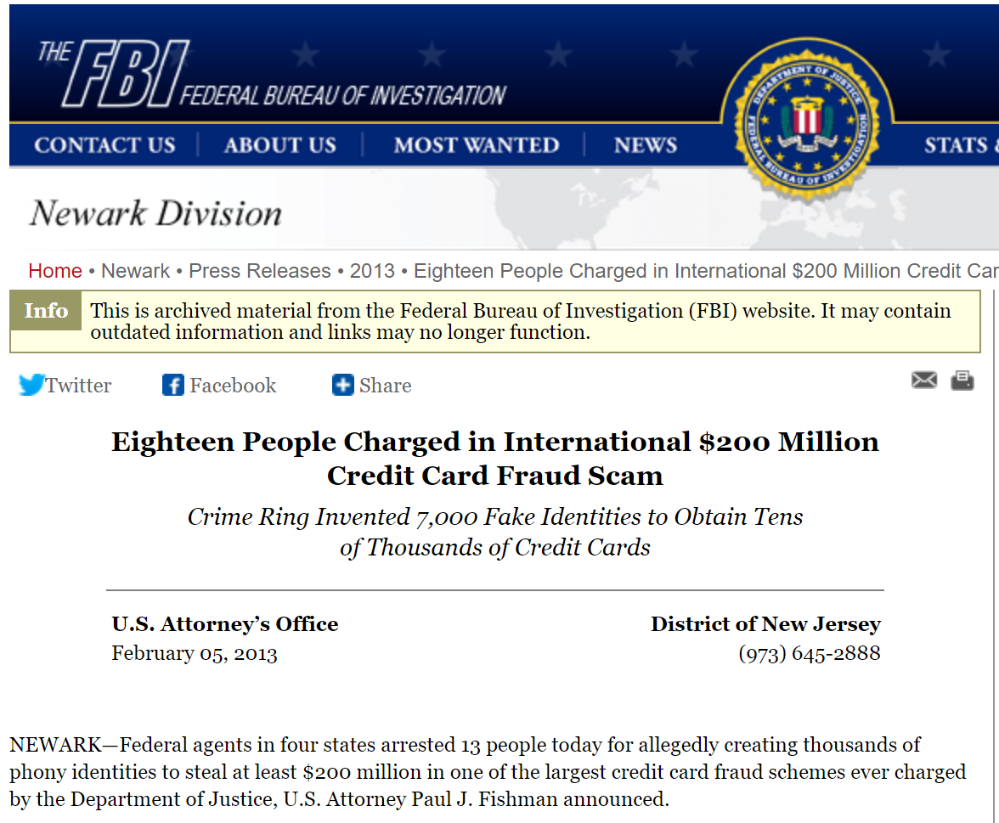 THE FBI FEDERAL BUREAU OF INVESTIGATION
DEPARTMENT OF JUSTICE
FEDERAL BUREAU OF INVESTIGATION
CONTACT US ABOUT US MOST WANTED NEWS STATS &
Newark Division
Home • Newark • Press Releases • 2013 • Eighteen People Charged in International $200 Million Credit Car
Info This is archived material from the Federal Bureau of Investigation (FBI) website. It may contain
outdated information and links may no longer function.
Twitter Facebook Share
Eighteen People Charged in International $200 Million
Credit Card Fraud Scam
Crime Ring Invented 7,000 Fake Identities to Obtain Tens
of Thousands of Credit Cards
U.S. Attorney’s Office District of New Jersey
February 05, 2013 (973) 645-2888
NEWARK—Federal agents in four states arrested 13 people today for allegedly creating thousands of
phony identities to steal at least $200 million in one of the largest credit card fraud schemes ever charged
by the Department of Justice, U.S. Attorney Paul J. Fishman announced.